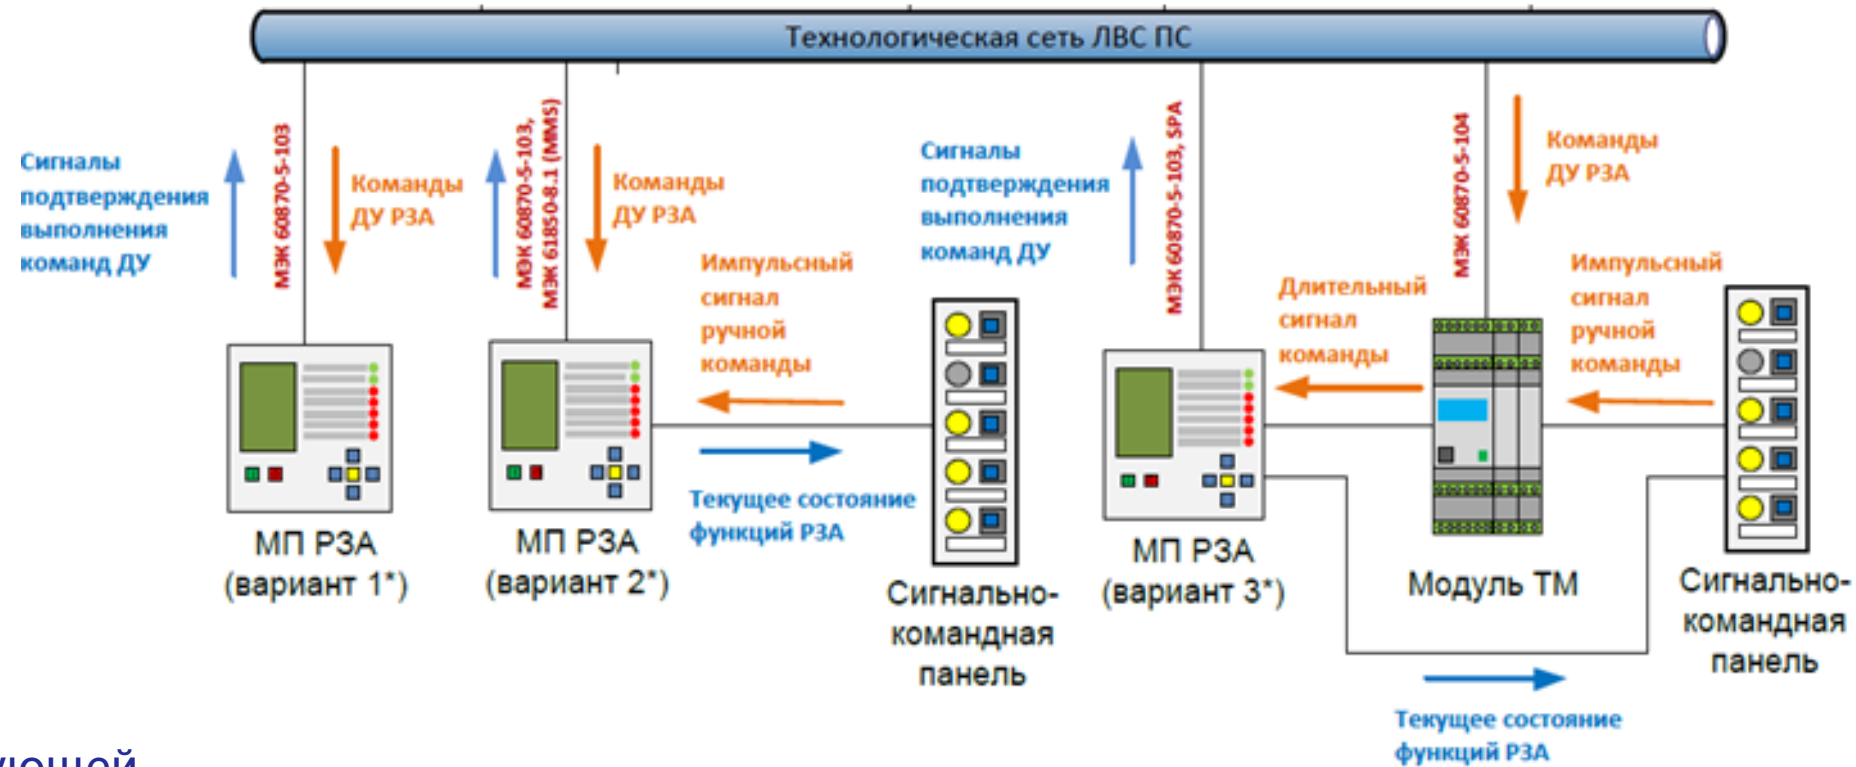 Технологическая сеть ЛВС ПС
Сигналы
подтверждения
выполнения
команд ДУ
МЭК 60870-5-103
Команды
ДУ РЗА
МП РЗА
(вариант 1*)
МЭК 60870-5-103,
МЭК 61850-8.1 (MMS)
Команды
ДУ РЗА
МП РЗА
(вариант 2*)
Импульсный
сигнал
ручной
команды
Текущее состояние
функций РЗА
Сигнально-
командная
панель
Сигналы
подтверждения
выполнения
команд ДУ
МЭК 60870-5-103, SPA
МП РЗА
(вариант 3*)
Длительный
сигнал
команды
МЭК 60870-5-104
Команды
ДУ РЗА
Модуль ТМ
Импульсный
сигнал
ручной
команды
Сигнально-
командная
панель
Текущее состояние
функций РЗА
ующей